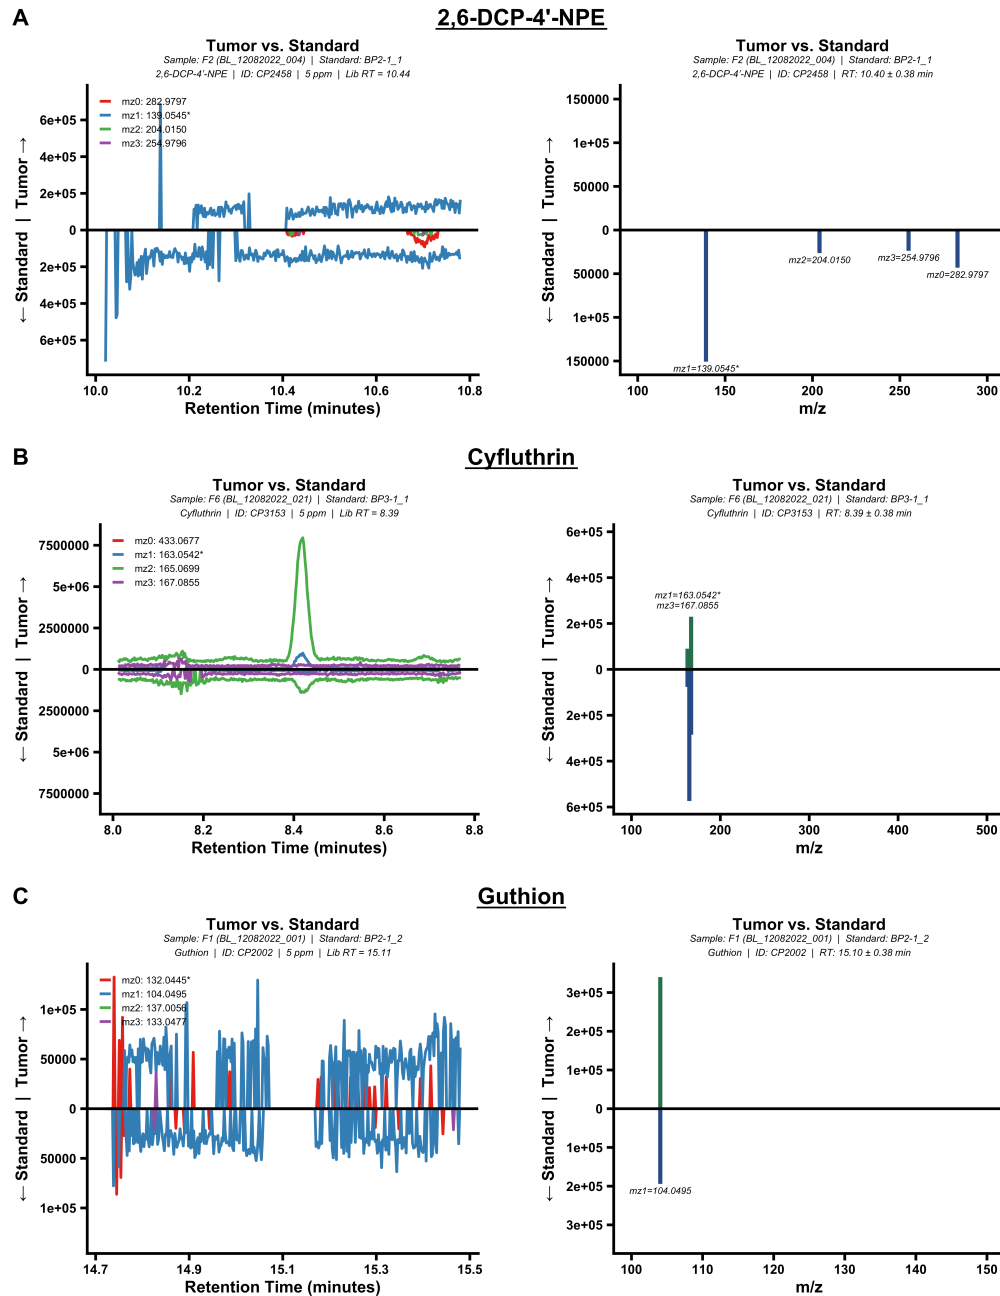 A
2,6-DCP-4'-NPE
Tumor vs. Standard
Sample: F2 (BL_12082022_004) | Standard: BP2-1_1
2,6-DCP-4'-NPE | ID: CP2458 | 5 ppm | Lib RT = 10.44
mz0: 282.9797
mz1: 139.0545*
mz2: 204.0150
mz3: 254.9796
6e+05
4e+05
2e+05
0
2e+05
4e+05
6e+05
← Standard | Tumor →
10.0
10.2
10.4
10.6
10.8
Retention Time (minutes)
Tumor vs. Standard
Sample: F2 (BL_12082022_004) | Standard: BP2-1_1
2,6-DCP-4'-NPE | ID: CP2458 | RT: 10.40 ± 0.38 min
150000
1e+05
50000
0
50000
1e+05
150000
← Standard | Tumor →
mz2=204.0150
mz3=254.9796
mz0=282.9797
mz1=139.0545*
100
150
200
250
300
m/z
B
Cyfluthrin
Tumor vs. Standard
Sample: F6 (BL_12082022_021) | Standard: BP3-1_1
Cyfluthrin | ID: CP3153 | 5 ppm | Lib RT = 8.39
mz0: 433.0677
mz1: 163.0542*
mz2: 165.0699
mz3: 167.0855
7500000
5e+06
2500000
0
2500000
5e+06
7500000
← Standard | Tumor →
8.0
8.2
8.4
8.6
8.8
Retention Time (minutes)
Tumor vs. Standard
Sample: F6 (BL_12082022_021) | Standard: BP3-1_1
Cyfluthrin | ID: CP3153 | RT: 8.39 ± 0.38 min
6e+05
4e+05
2e+05
0
2e+05
4e+05
6e+05
← Standard | Tumor →
mz1=163.0542*
mz3=167.0855
100
200
300
400
500
m/z
C
Guthion
Tumor vs. Standard
Sample: F1 (BL_12082022_001) | Standard: BP2-1_2
Guthion | ID: CP2002 | 5 ppm | Lib RT = 15.11
mz0: 132.0445*
mz1: 104.0495
mz2: 137.0056
mz3: 133.0477
1e+05
50000
0
50000
1e+05
← Standard | Tumor →
14.7
14.9
15.1
15.3
15.5
Retention Time (minutes)
Tumor vs. Standard
Sample: F1 (BL_12082022_001) | Standard: BP2-1_2
Guthion | ID: CP2002 | RT: 15.10 ± 0.38 min
3e+05
2e+05
1e+05
0
1e+05
2e+05
3e+05
← Standard | Tumor →
mz1=104.0495
100
110
120
130
140
150
m/z